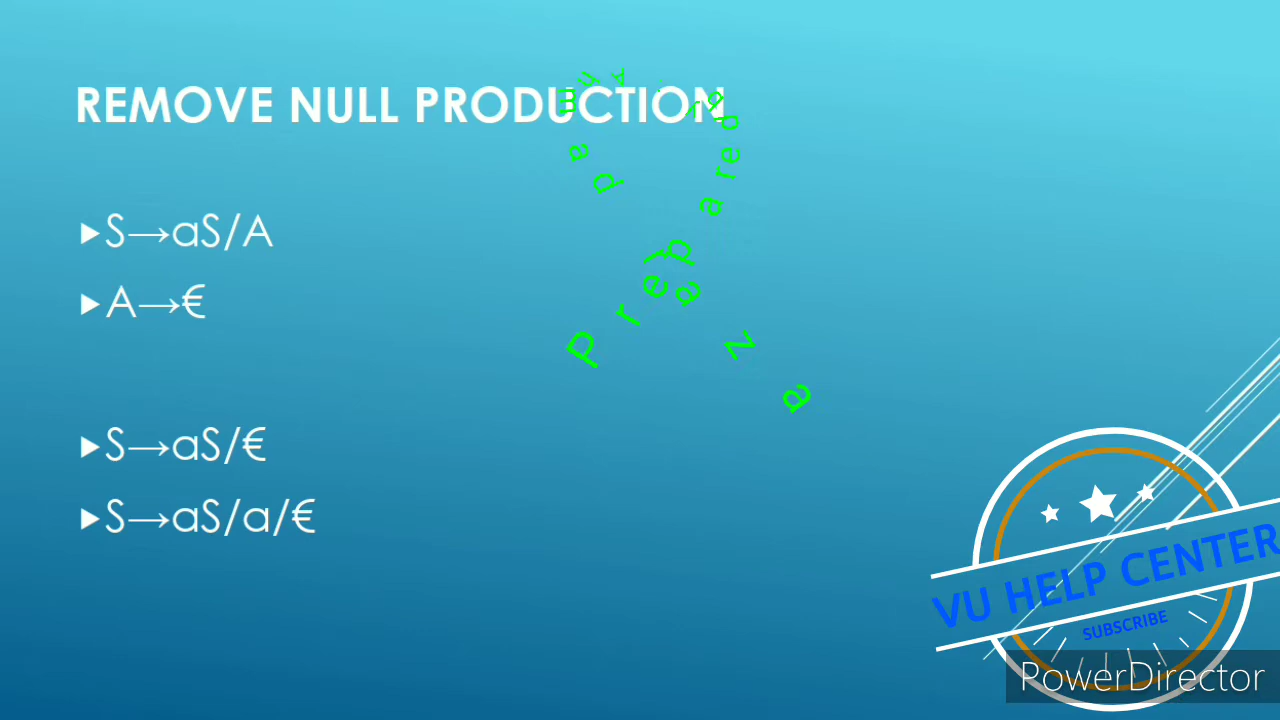 REMOVE NULL PRODUCTION
▶S→aS/A
▶A→€
▶S→aS/€
▶S→aS/a/€
VU HELP CENTER
SUBSCRIBE
PowerDirector